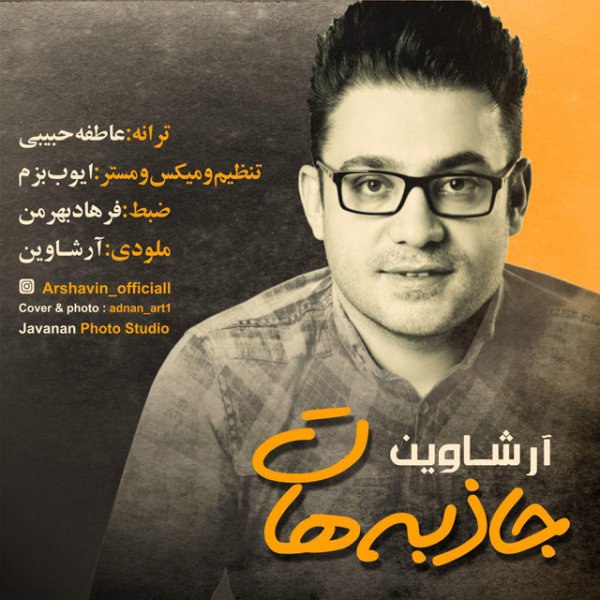 ترانه:عاطفه حبیبی
تنظیم و میکس و مستر:ایوب بزم
ضبط:فرهاد بهرمن
ملودی:آرشاوین
Arshavin_officiall
Cover & photo : adnan_art1
Javanan Photo Studio
آرشاوین
جاذبه هات